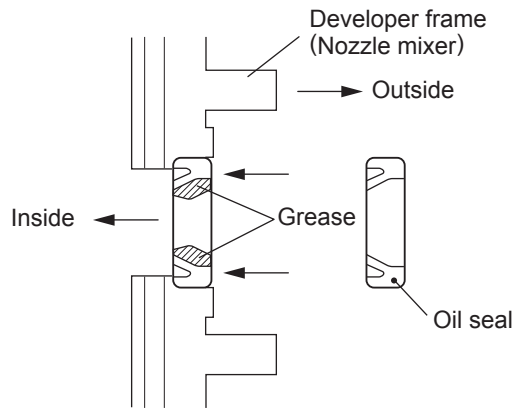 Developer frame
(Nozzle mixer)
Outside
Inside
Grease
Oil seal